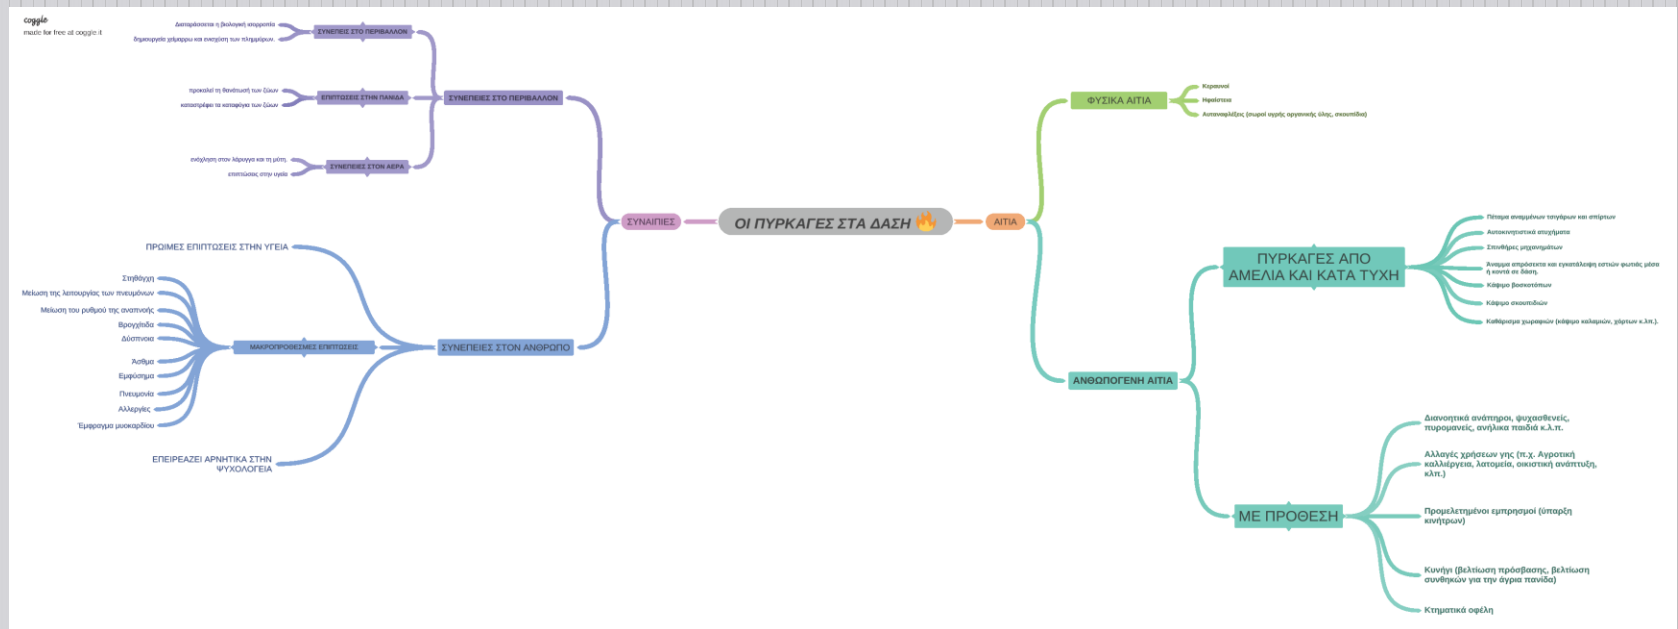 coggle
made for free at coggle.it
Διαταράσσεται η βιολογική ισορροπία
δημιουργεία χείμαρρω και ενισχύση των πλημμύρων.
ΣΥΝΕΠΕΙΣ ΣΤΟ ΠΕΡΙΒΑΛΛΟΝ
προκαλεί τη θανάτωσή των ζώων
καταστρέφει τα καταφύγια των ζώων
ΕΠΙΠΤΩΣΕΙΣ ΣΤΗΝ ΠΑΝΙΔΑ
ΣΥΝΕΠΕΙΕΣ ΣΤΟ ΠΕΡΙΒΑΛΛΟΝ
ενόχληση στον λάρυγγα και τη μύτη.
επιπτώσεις στην υγεία
ΣΥΝΕΠΕΙΕΣ ΣΤΟΝ ΑΕΡΑ
ΣΥΝΑΙΠΙΕΣ
ΟΙ ΠΥΡΚΑΓΕΣ ΣΤΑ ΔΑΣΗ
ΑΙΤΙΑ
ΠΡΩΙΜΕΣ ΕΠΙΠΤΩΣΕΙΣ ΣΤΗΝ ΥΓΕΙΑ
Στηθάγχη
Μείωση της λειτουργίας των πνευμόνων
Μείωση του ρυθμού της αναπνοής
Βρογχίτιδα
Δύσπνοια
Άσθμα
Εμφύσημα
Πνευμονία
Αλλεργίες
Έμφραγμα μυοκαρδίου
ΜΑΚΡΟΠΡΟΘΕΣΜΕΣ ΕΠΙΠΤΩΣΕΙΣ
ΣΥΝΕΠΕΙΕΣ ΣΤΟΝ ΑΝΘΡΩΠΟ
ΕΠΕΙΡΕΑΖΕΙ ΑΡΝΗΤΙΚΑ ΣΤΗΝ
ΨΥΧΟΛΟΓΕΙΑ
ΦΥΣΙΚΑ ΑΙΤΙΑ
Κεραυνοί
Ηφαίστεια
Αυταναφλέξεις (σωροί υγρής οργανικής ύλης, σκουπίδια)
ΠΥΡΚΑΓΕΣ ΑΠΟ
ΑΜΕΛΙΑ ΚΑΙ ΚΑΤΑ ΤΥΧΗ
Πέταμα αναμμένων τσιγάρων και σπίρτων
Αυτοκινητιστικά ατυχήματα
Σπινθήρες μηχανημάτων
Άναμμα απρόσεκτα και εγκατάλειψη εστιών φωτιάς μέσα
ή κοντά σε δάση.
Κάψιμο βοσκοτόπων
Κάψιμο σκουπιδιών
Καθάρισμα χωραφιών (κάψιμο καλαμιών, χόρτων κ.λπ.).
ΑΝΘΩΠΟΓΕΝΗ ΑΙΤΙΑ
ΜΕ ΠΡΟΘΕΣΗ
Διανοητικά ανάπηροι, ψυχασθενείς,
πυρομανείς, ανήλικα παιδιά κ.λ.π.
Αλλαγές χρήσεων γης (π.χ. Αγροτική
καλλιέργεια, λατομεία, οικιστική ανάπτυξη,
κλπ.)
Προμελετημένοι εμπρησμοί (ύπαρξη
κινήτρων)
Κυνήγι (βελτίωση πρόσβασης, βελτίωση
συνθηκών για την άγρια πανίδα)
Κτηματικά οφέλη